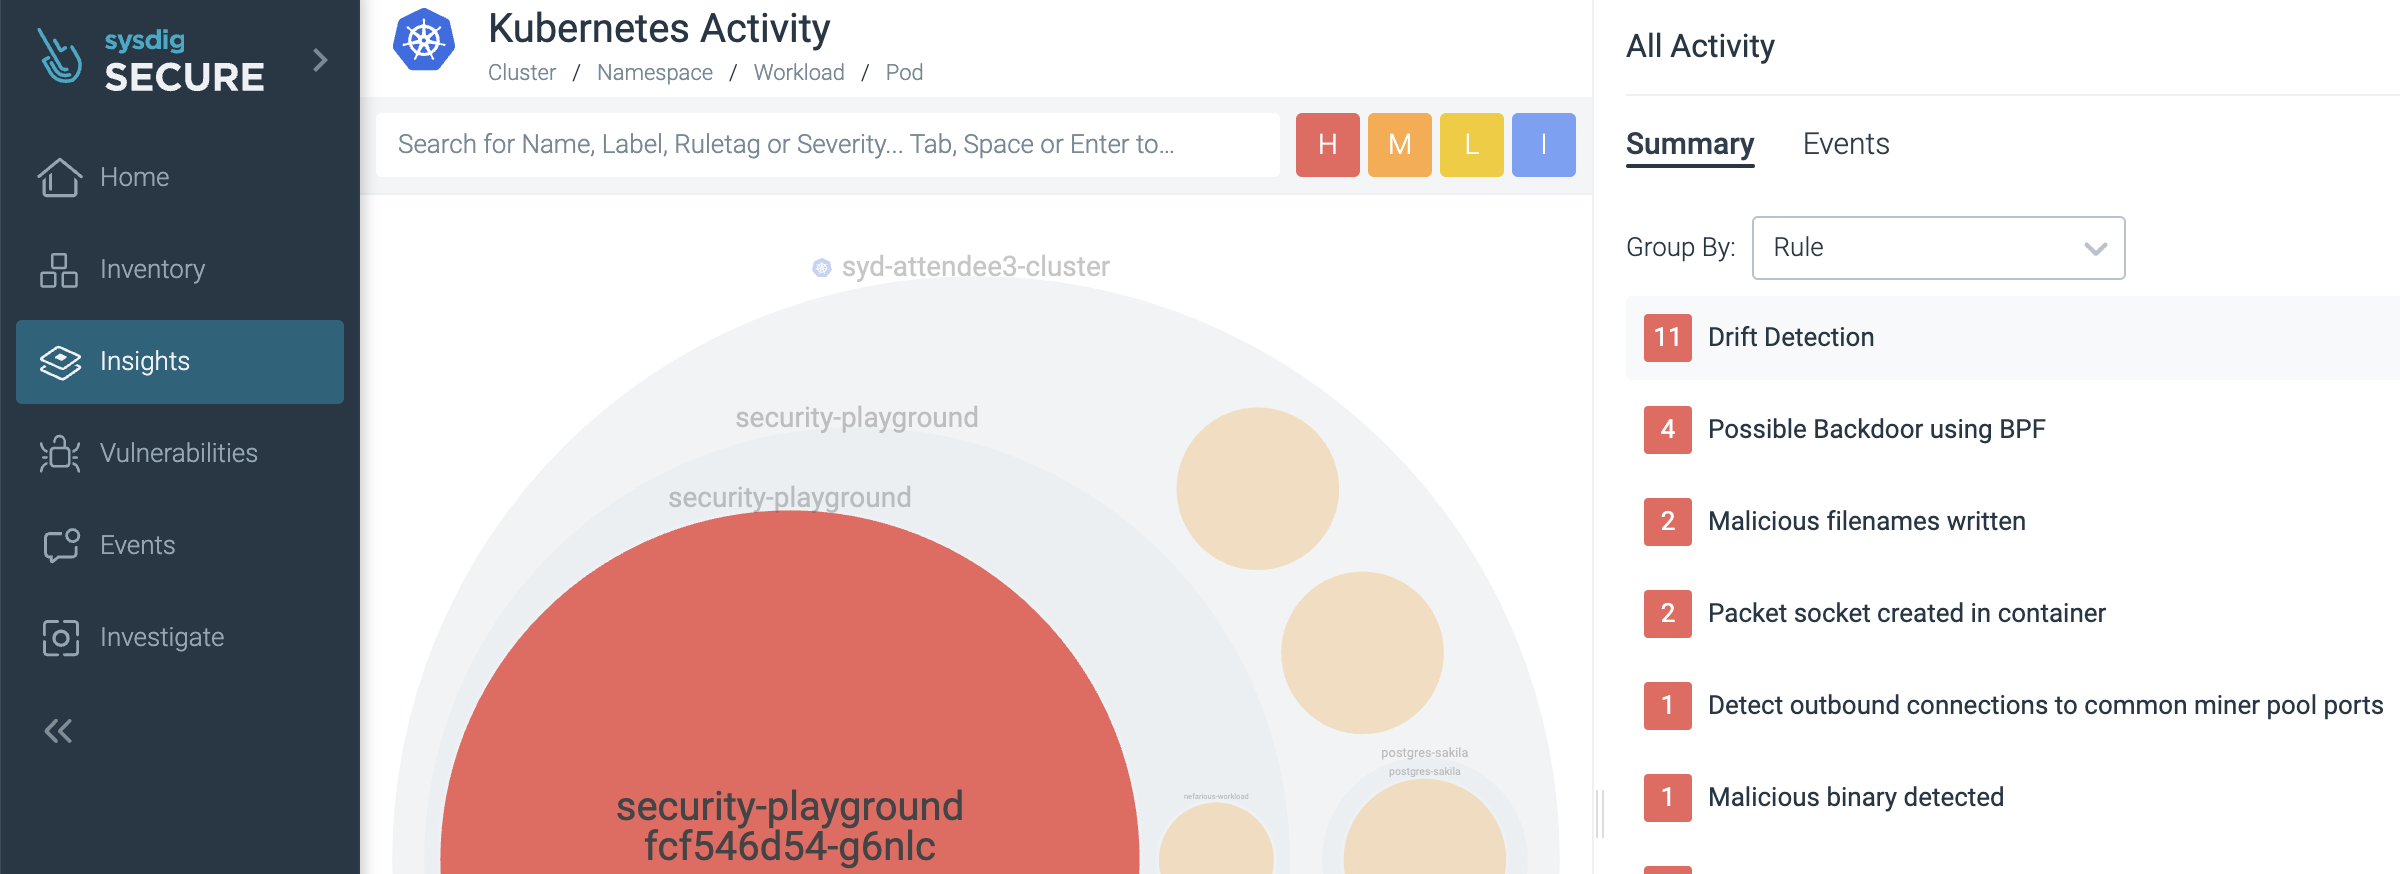 sysdig
SECURE
Home
Inventory
Insights
Vulnerabilities
Events
Investigate
Kubernetes Activity
Cluster / Namespace / Workload / Pod
Search for Name, Label, Ruletag or Severity... Tab, Space or Enter to...
H M L I
syd-attendee3-cluster
security-playground
security-playground
security-playground
fcf546d54-g6nlc
nefarious-workload
postgres-sakila
postgres-sakila
All Activity
Summary Events
Group By: Rule
11 Drift Detection
4 Possible Backdoor using BPF
2 Malicious filenames written
2 Packet socket created in container
1 Detect outbound connections to common miner pool ports
1 Malicious binary detected